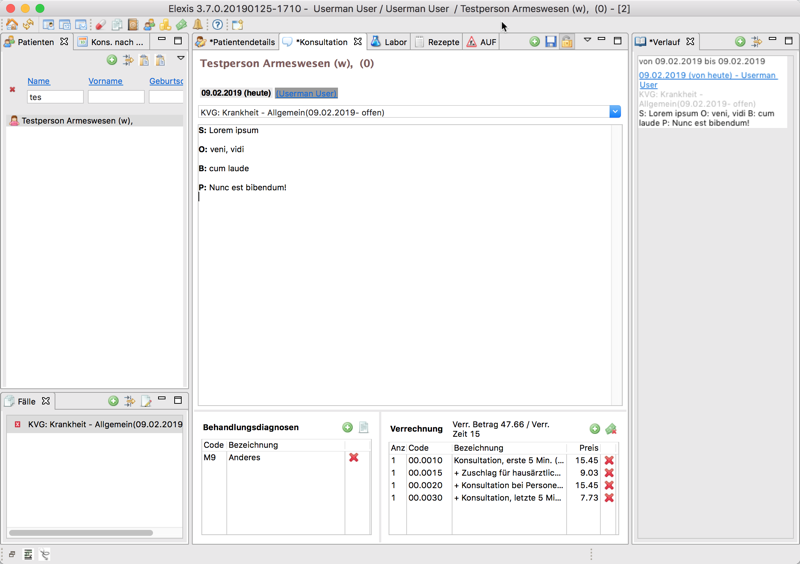 Elexis 3.7.0.20190125-1710 - Userman User / Userman User / Testperson Armeswesen (w), (0) - [2]
Patienten
Kons. nach ...
Name Vorname Geburtsd
tes
Testperson Armeswesen (w),
Fälle
KVG: Krankheit - Allgemein(09.02.2019
*Patientendetails
*Konsultation
Labor
Rezepte
AUF
Testperson Armeswesen (w), (0)
09.02.2019 (heute) (Userman User)
KVG: Krankheit - Allgemein(09.02.2019- offen)
S: Lorem ipsum
O: veni, vidi
B: cum laude
P: Nunc est bibendum!
Behandlungsdiagnosen
Code Bezeichnung
M9 Anderes
Verrechnung
Verr. Betrag 47.66 / Verr.
Zeit 15
Anz Code Bezeichnung Preis
1 00.0010 Konsultation, erste 5 Min. (... 15.45
1 00.0015 + Zuschlag für hausärztlic... 9.03
1 00.0020 + Konsultation bei Persone... 15.45
1 00.0030 + Konsultation, letzte 5 Mi... 7.73
*Verlauf
von 09.02.2019 bis 09.02.2019
09.02.2019 (von heute) - Userman
User
KVG: Krankheit -
Allgemein(09.02.2019- offen)
S: Lorem ipsum O: veni, vidi B: cum
laude P: Nunc est bibendum!